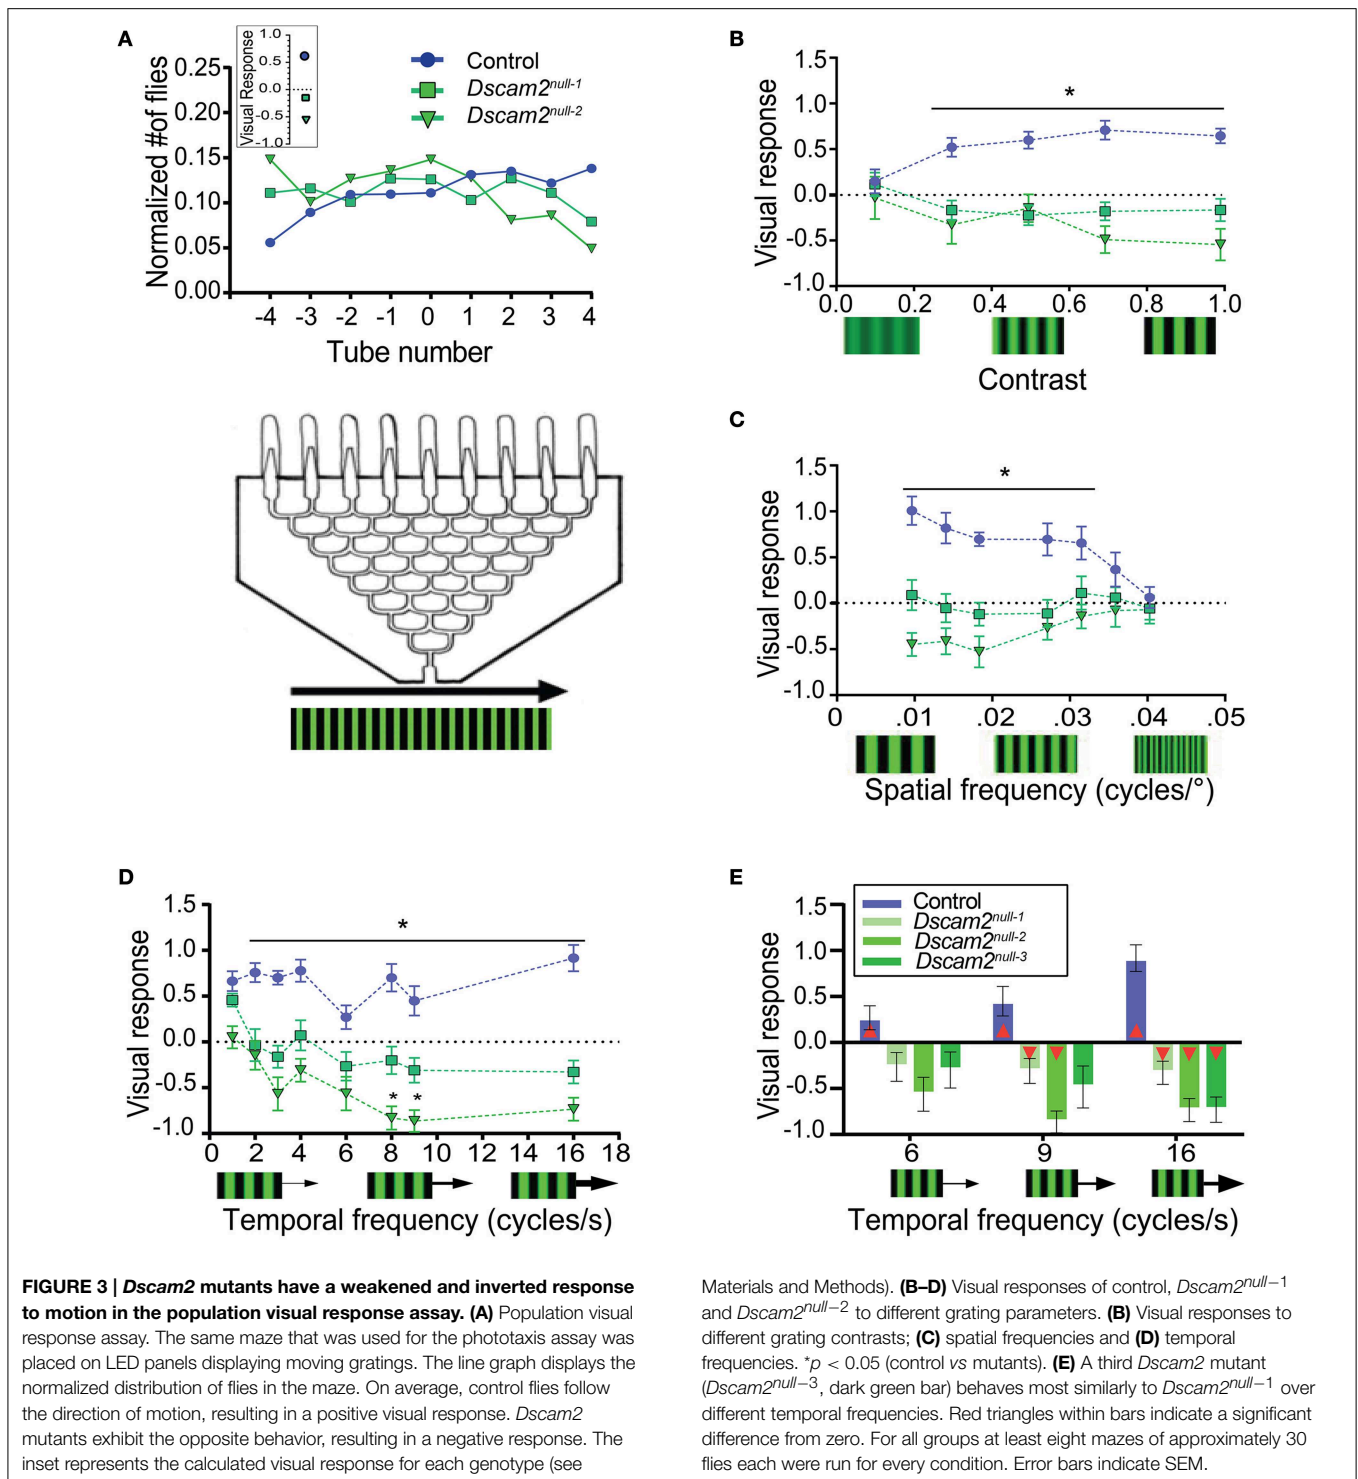 A
Visual Response
1.0
0.5
0.0
-0.5
-1.0
Control
Dscam2null-1
Dscam2null-2
Normalized #of flies
0.25
0.20
0.15
0.10
0.05
0.00
-4 -3 -2 -1 0 1 2 3 4
Tube number
B
Visual response
1.5
1.0
0.5
0.0
-0.5
-1.0
*
0.0 0.2 0.4 0.6 0.8 1.0
Contrast
C
Visual response
1.5
1.0
0.5
0.0
-0.5
-1.0
*
0 .01 .02 .03 .04 .05
Spatial frequency (cycles/°)
D
Visual response
1.5
1.0
0.5
0.0
-0.5
-1.0
*
* *
0 2 4 6 8 10 12 14 16 18
Temporal frequency (cycles/s)
E
Visual response
1.5
1.0
0.5
0.0
-0.5
-1.0
Control
Dscam2null-1
Dscam2null-2
Dscam2null-3
6 9 16
Temporal frequency (cycles/s)
FIGURE 3 | Dscam2 mutants have a weakened and inverted response
to motion in the population visual response assay. (A) Population visual
response assay. The same maze that was used for the phototaxis assay was
placed on LED panels displaying moving gratings. The line graph displays the
normalized distribution of flies in the maze. On average, control flies follow
the direction of motion, resulting in a positive visual response. Dscam2
mutants exhibit the opposite behavior, resulting in a negative response. The
inset represents the calculated visual response for each genotype (see
Materials and Methods). (B–D) Visual responses of control, Dscam2null−1
and Dscam2null−2 to different grating parameters. (B) Visual responses to
different grating contrasts; (C) spatial frequencies and (D) temporal
frequencies. *p < 0.05 (control vs mutants). (E) A third Dscam2 mutant
(Dscam2null−3, dark green bar) behaves most similarly to Dscam2null−1 over
different temporal frequencies. Red triangles within bars indicate a significant
difference from zero. For all groups at least eight mazes of approximately 30
flies each were run for every condition. Error bars indicate SEM.